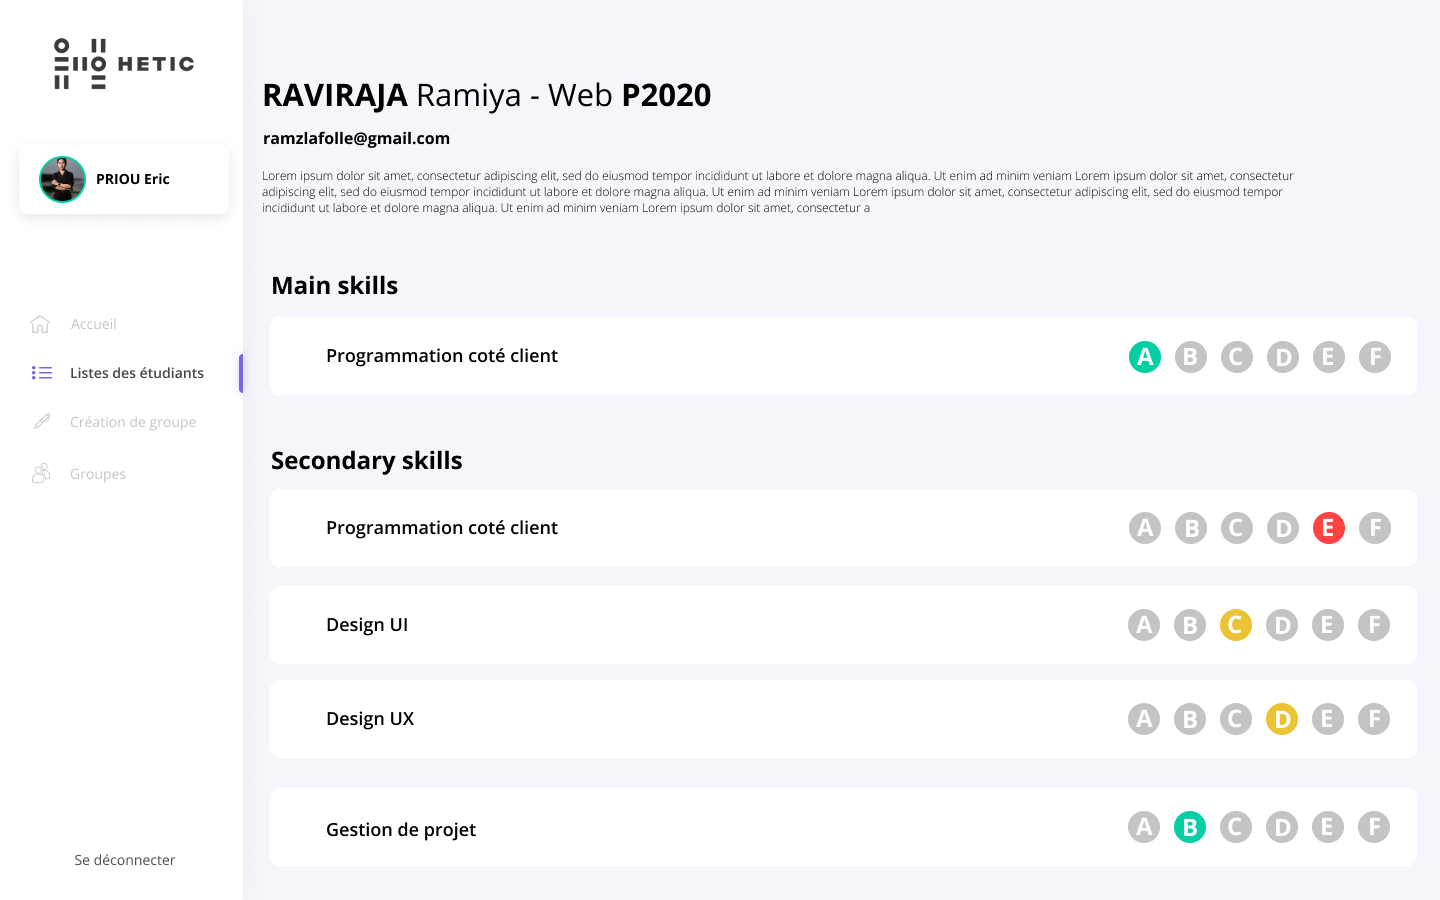 HETIC
PRIOU Eric
Accueil
Listes des étudiants
Création de groupe
Groupes
Se déconnecter
RAVIRAJA Ramiya - Web P2020
ramzlafolle@gmail.com
Lorem ipsum dolor sit amet, consectetur adipiscing elit, sed do eiusmod tempor incididunt ut labore et dolore magna aliqua. Ut enim ad minim veniam Lorem ipsum dolor sit amet, consectetur
adipiscing elit, sed do eiusmod tempor incididunt ut labore et dolore magna aliqua. Ut enim ad minim veniam Lorem ipsum dolor sit amet, consectetur adipiscing elit, sed do eiusmod tempor
incididunt ut labore et dolore magna aliqua. Ut enim ad minim veniam Lorem ipsum dolor sit amet, consectetur a
Main skills
Programmation coté client A B C D E F
Secondary skills
Programmation coté client A B C D E F
Design UI A B C D E F
Design UX A B C D E F
Gestion de projet A B C D E F